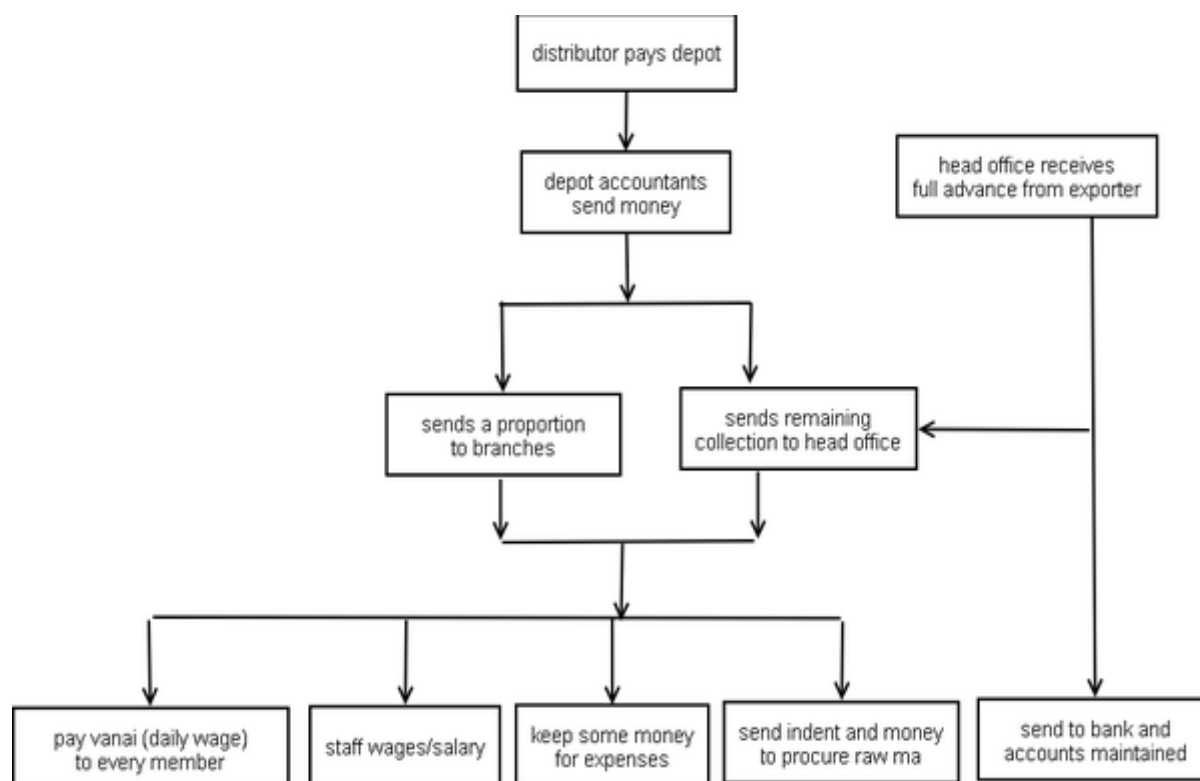 distributor pays depot
depot accountants
send money
head office receives
full advance from exporter
sends a proportion
to branches
sends remaining
collection to head office
pay vanai (daily wage)
to every member
staff wages/salary
keep some money
for expenses
send indent and money
to procure raw ma
send to bank and
accounts maintained